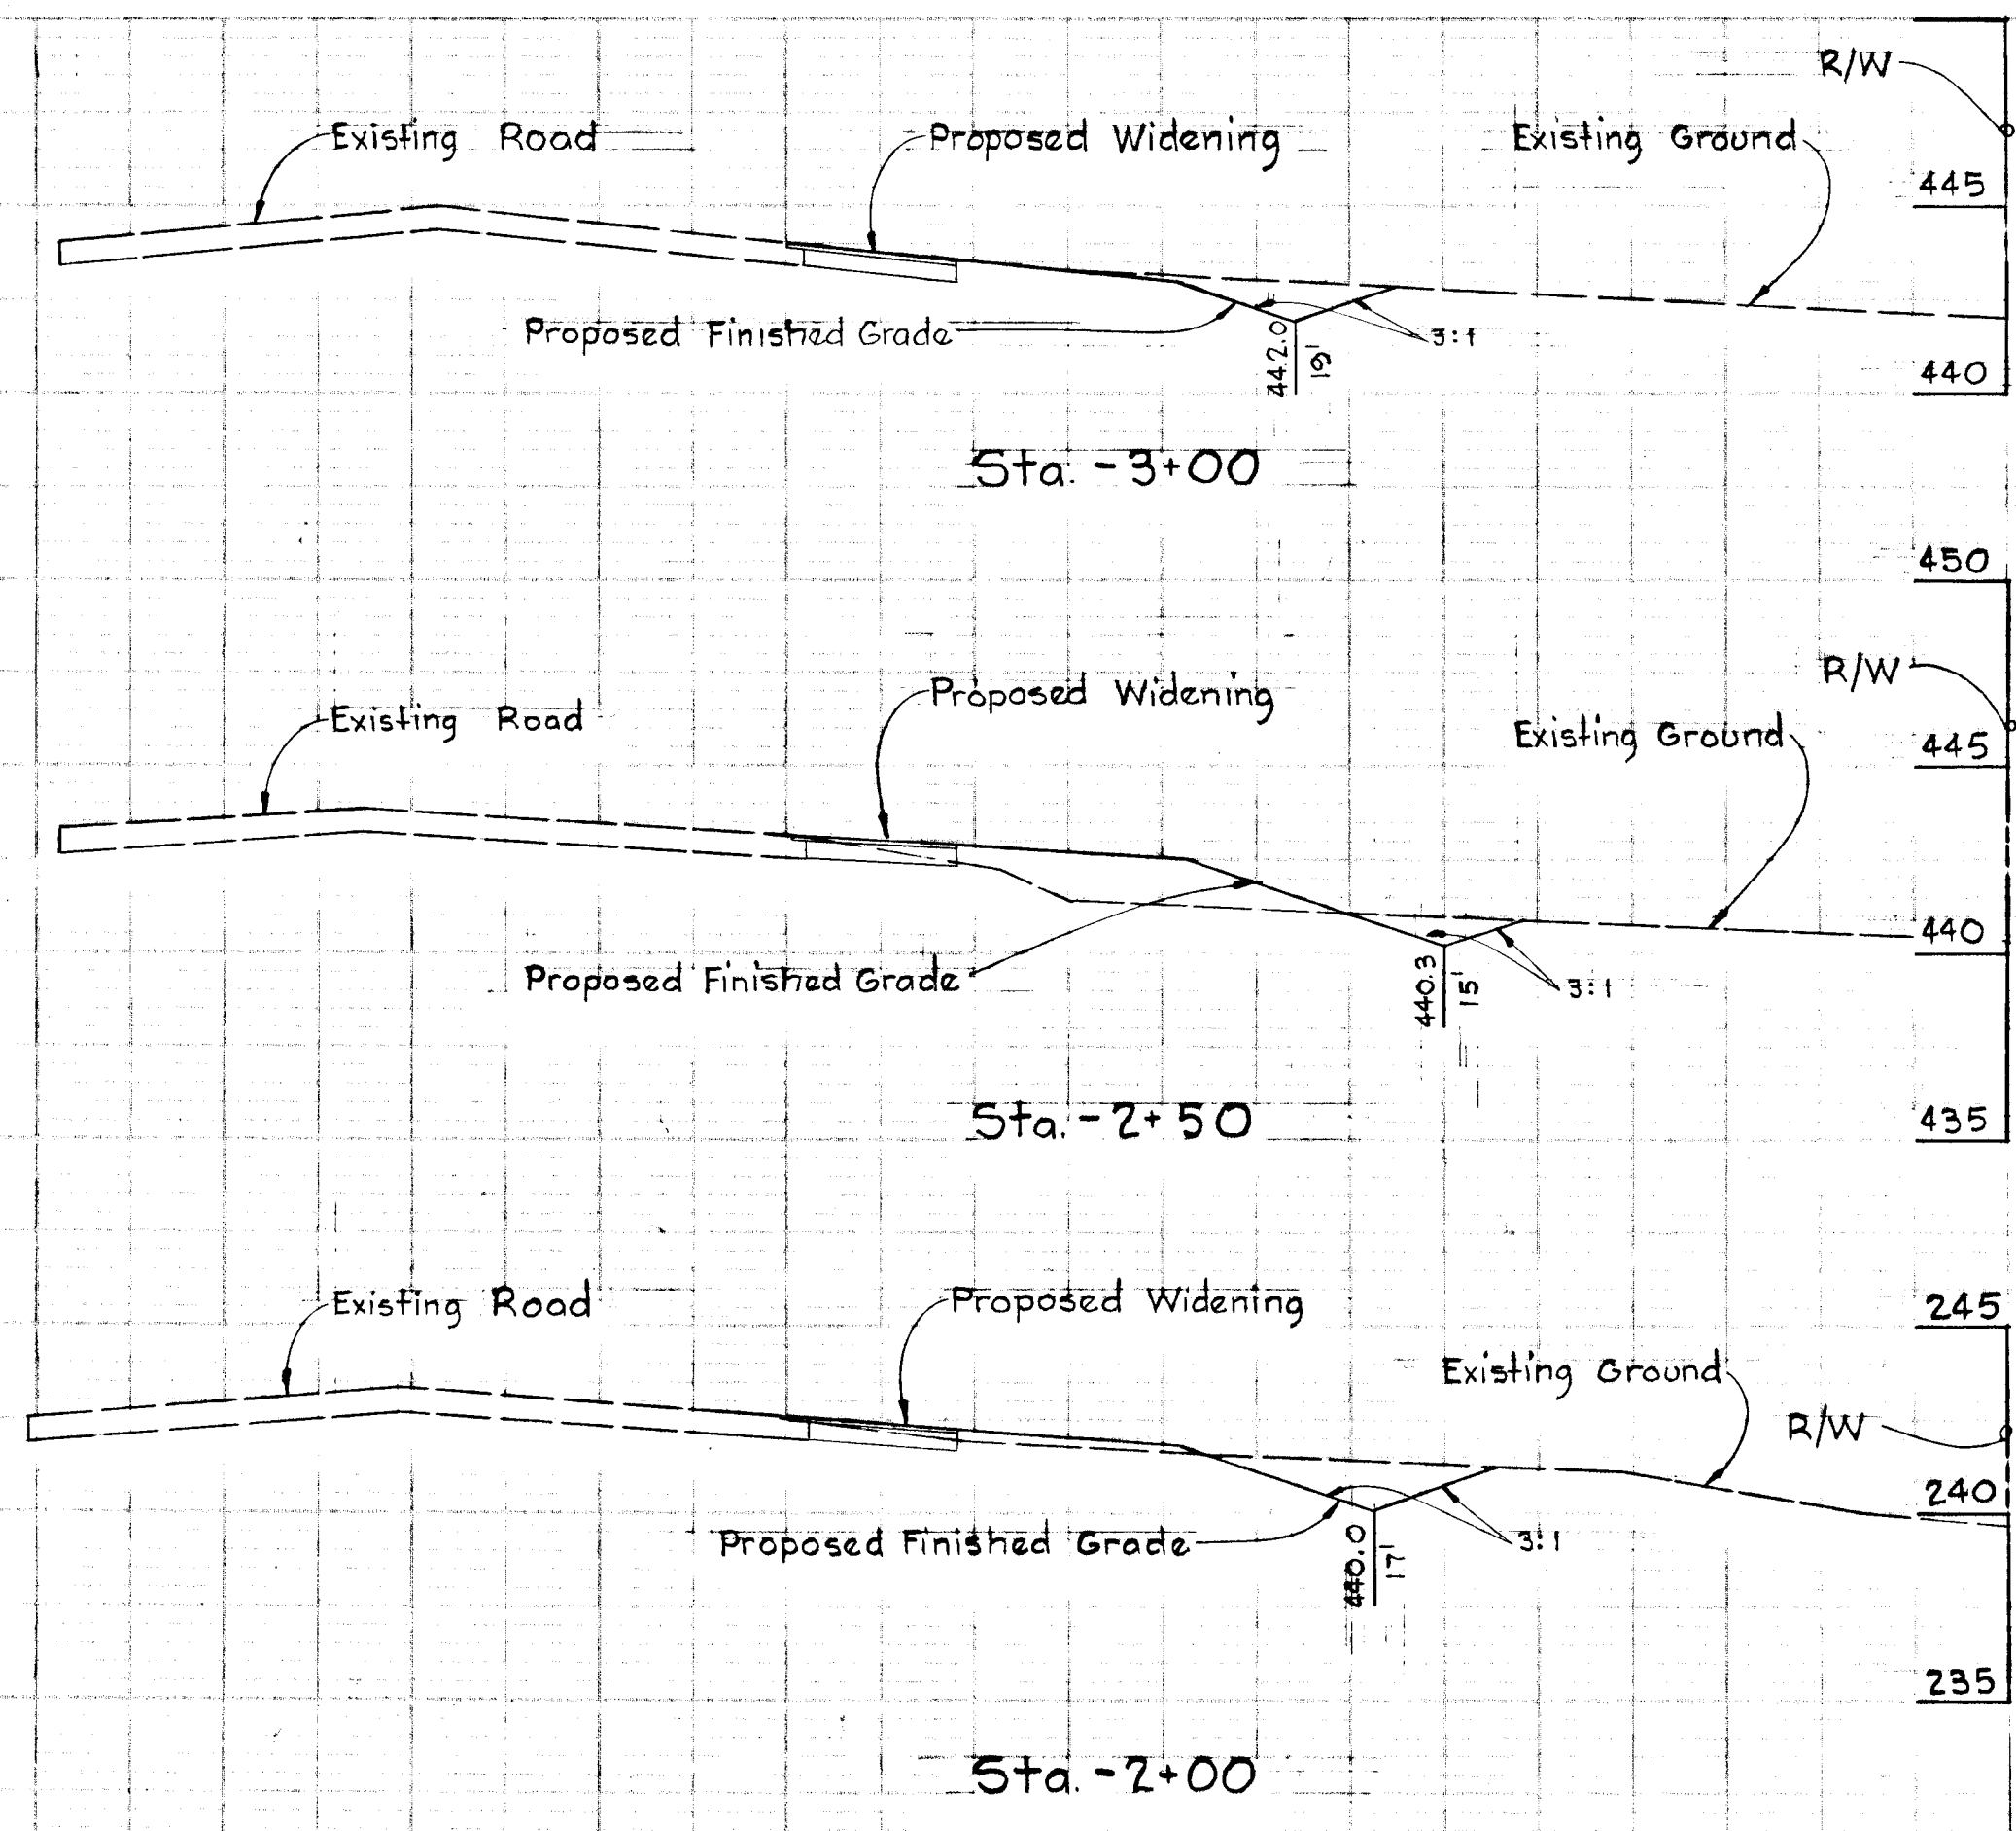 R/W
Existing Road
Proposed Widening
Existing Ground
445
Proposed Finished Grade
442.0
19'
3:1
440
Sta. -3+00
450
R/W
Existing Road
Proposed Widening
Existing Ground
445
440
Proposed Finished Grade
440.3
15'
3:1
Sta. -2+50
435
Existing Road
Proposed Widening
245
Existing Ground
R/W
240
Proposed Finished Grade
440.0
17'
3:1
235
Sta. -2+00